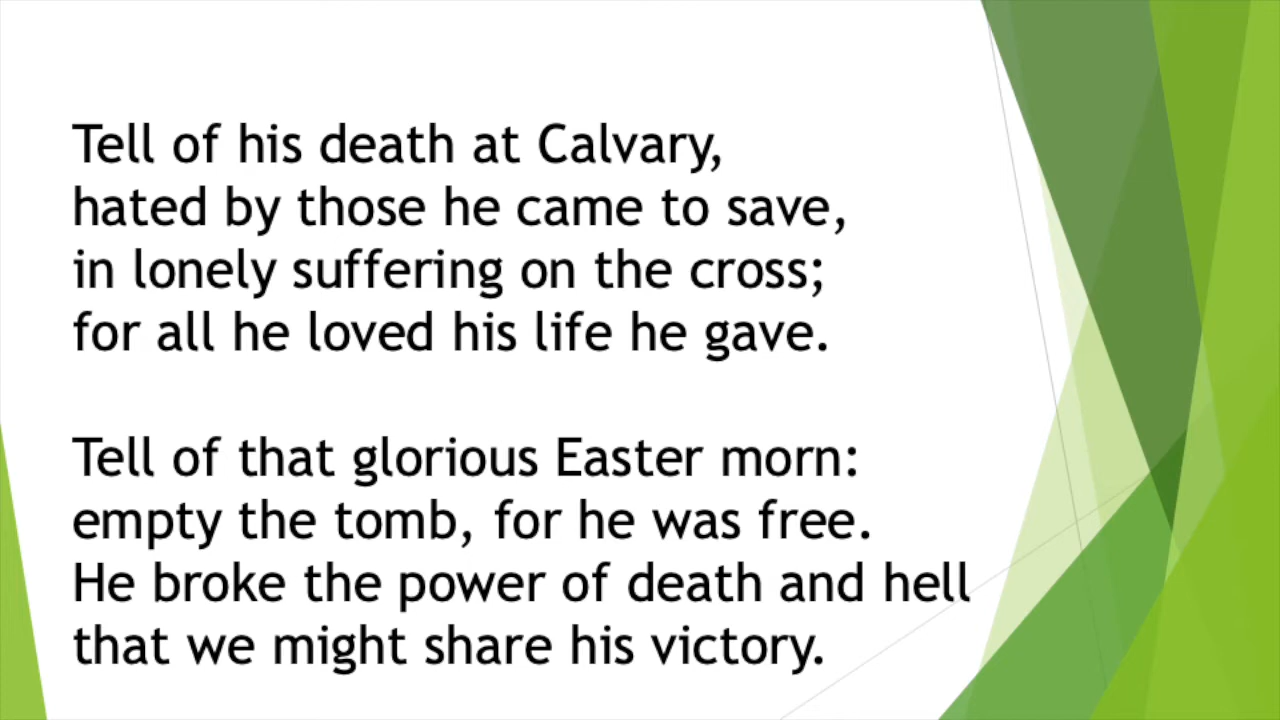 Tell of his death at Calvary,
hated by those he came to save,
in lonely suffering on the cross;
for all he loved his life he gave.
Tell of that glorious Easter morn:
empty the tomb, for he was free.
He broke the power of death and hell
that we might share his victory.